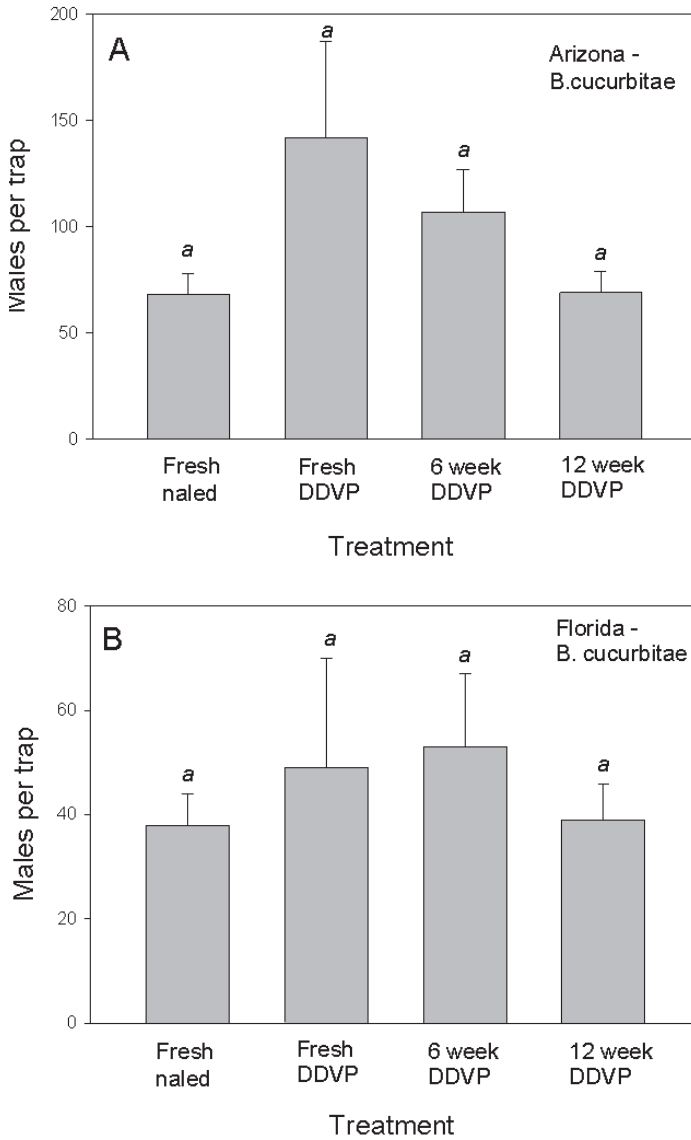 A
Arizona -
B.cucurbitae
200
150
100
50
0
Males per trap
a
a
a
a
Fresh
naled
Fresh
DDVP
6 week
DDVP
12 week
DDVP
Treatment
B
Florida -
B. cucurbitae
80
60
40
20
0
Males per trap
a
a
a
a
Fresh
naled
Fresh
DDVP
6 week
DDVP
12 week
DDVP
Treatment